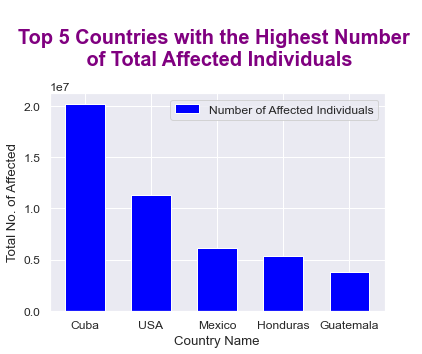 Top 5 Countries with the Highest Number
of Total Affected Individuals
1e7
Number of Affected Individuals
2.0
1.5
1.0
0.5
0.0
Total No. of Affected
Cuba
USA
Mexico
Honduras
Guatemala
Country Name